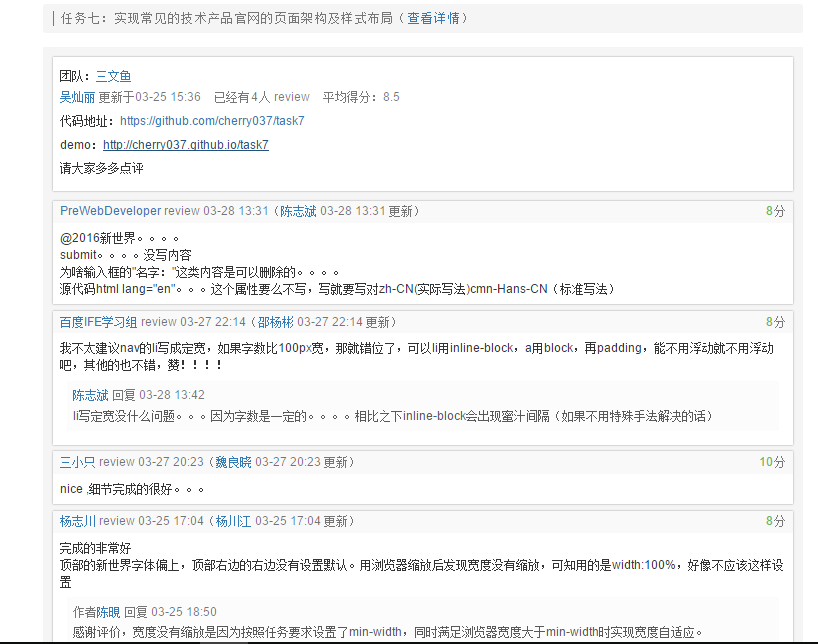 | 任务七：实现常见的技术产品官网的页面架构及样式布局（查看详情）
团队：三文鱼
吴灿丽 更新于03-25 15:36 已经有4人 review 平均得分：8.5
代码地址：https://github.com/cherry037/task7
demo：http://cherry037.github.io/task7
请大家多多点评
PreWebDeveloper review 03-28 13:31（陈志斌 03-28 13:31 更新） 8分
@2016新世界。。。。
submit。。。。没写内容
为啥输入框的"名字："这类内容是可以删除的。。。。
源代码html lang="en"。。。这个属性要么不写，写就要写对zh-CN(实际写法)cmn-Hans-CN（标准写法）
百度IFE学习组 review 03-27 22:14（邵杨彬 03-27 22:14 更新） 8分
我不太建议nav的li写成定宽，如果字数比100px宽，那就错位了，可以li用inline-block，a用block，再padding，能不用浮动就不用浮动
吧，其他的也不错，赞！！！！
陈志斌 回复 03-28 13:42
li写定宽没什么问题。。。因为字数是一定的。。。。相比之下inline-block会出现蜜汁间隔（如果不用特殊手法解决的话）
三小只 review 03-27 20:23（魏良晓 03-27 20:23 更新） 10分
nice ,细节完成的很好。。。
杨志川 review 03-25 17:04（杨川江 03-25 17:04 更新） 8分
完成的非常好
顶部的新世界字体偏上，顶部右边的右边没有设置默认。用浏览器缩放后发现宽度没有缩放，可知用的是width:100%，好像不应该这样设
置
作者陈晛 回复 03-25 18:50
感谢评价，宽度没有缩放是因为按照任务要求设置了min-width，同时满足浏览器宽度大于min-width时实现宽度自适应。